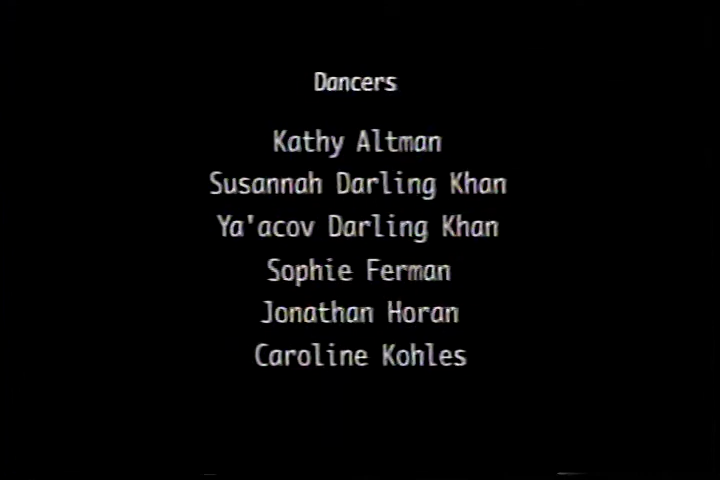 Dancers
Kathy Altman
Susannah Darling Khan
Ya'acov Darling Khan
Sophie Ferman
Jonathan Horan
Caroline Kohles